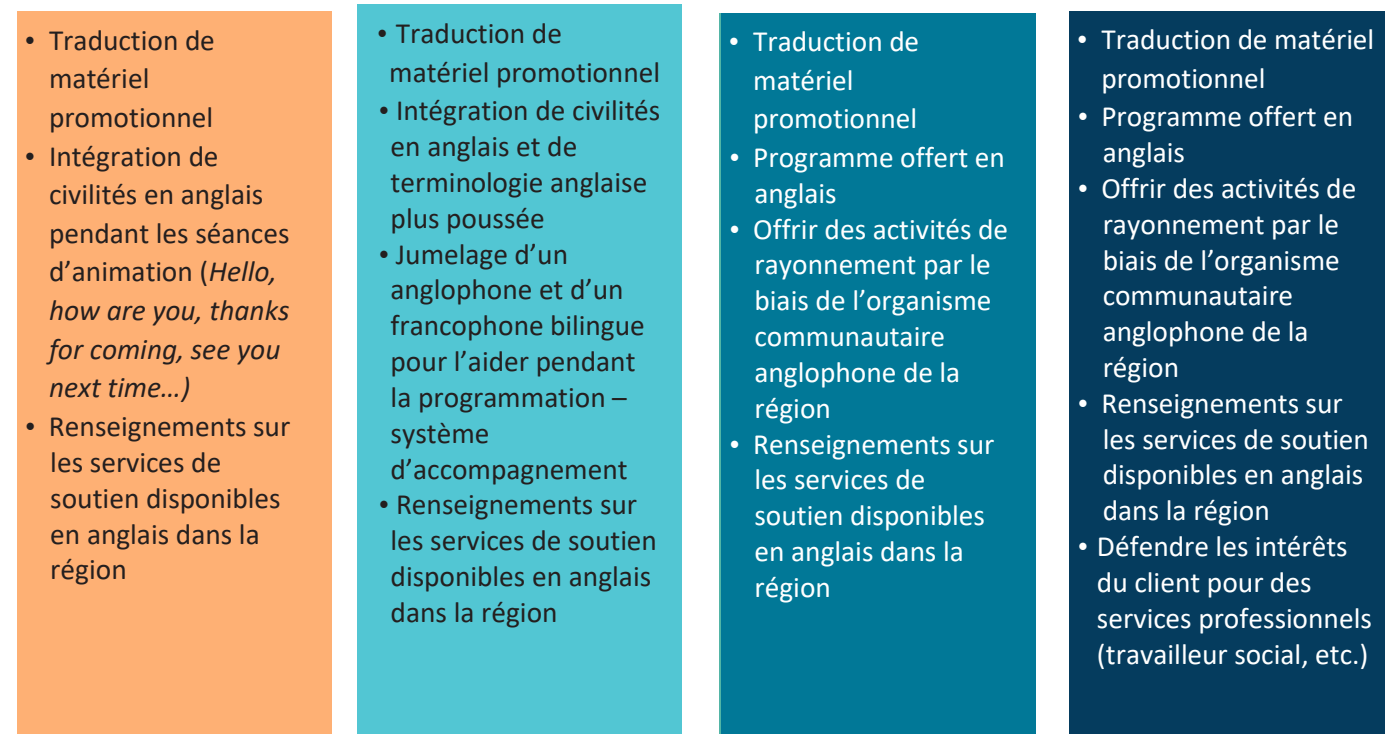 • Traduction de
matériel
promotionnel
• Intégration de
civilités en anglais
pendant les séances
d’animation (Hello,
how are you, thanks
for coming, see you
next time…)
• Renseignements sur
les services de
soutien disponibles
en anglais dans la
région
• Traduction de
matériel promotionnel
• Intégration de civilités
en anglais et de
terminologie anglaise
plus poussée
• Jumelage d’un
anglophone et d’un
francophone bilingue
pour l’aider pendant
la programmation –
système
d’accompagnement
• Renseignements sur
les services de soutien
disponibles en anglais
dans la région
• Traduction de
matériel
promotionnel
• Programme offert en
anglais
• Offrir des activités de
rayonnement par le
biais de l’organisme
communautaire
anglophone de la
région
• Renseignements sur
les services de
soutien disponibles
en anglais dans la
région
• Traduction de matériel
promotionnel
• Programme offert en
anglais
• Offrir des activités de
rayonnement par le
biais de l’organisme
communautaire
anglophone de la
région
• Renseignements sur
les services de soutien
disponibles en anglais
dans la région
• Défendre les intérêts
du client pour des
services professionnels
(travailleur social, etc.)